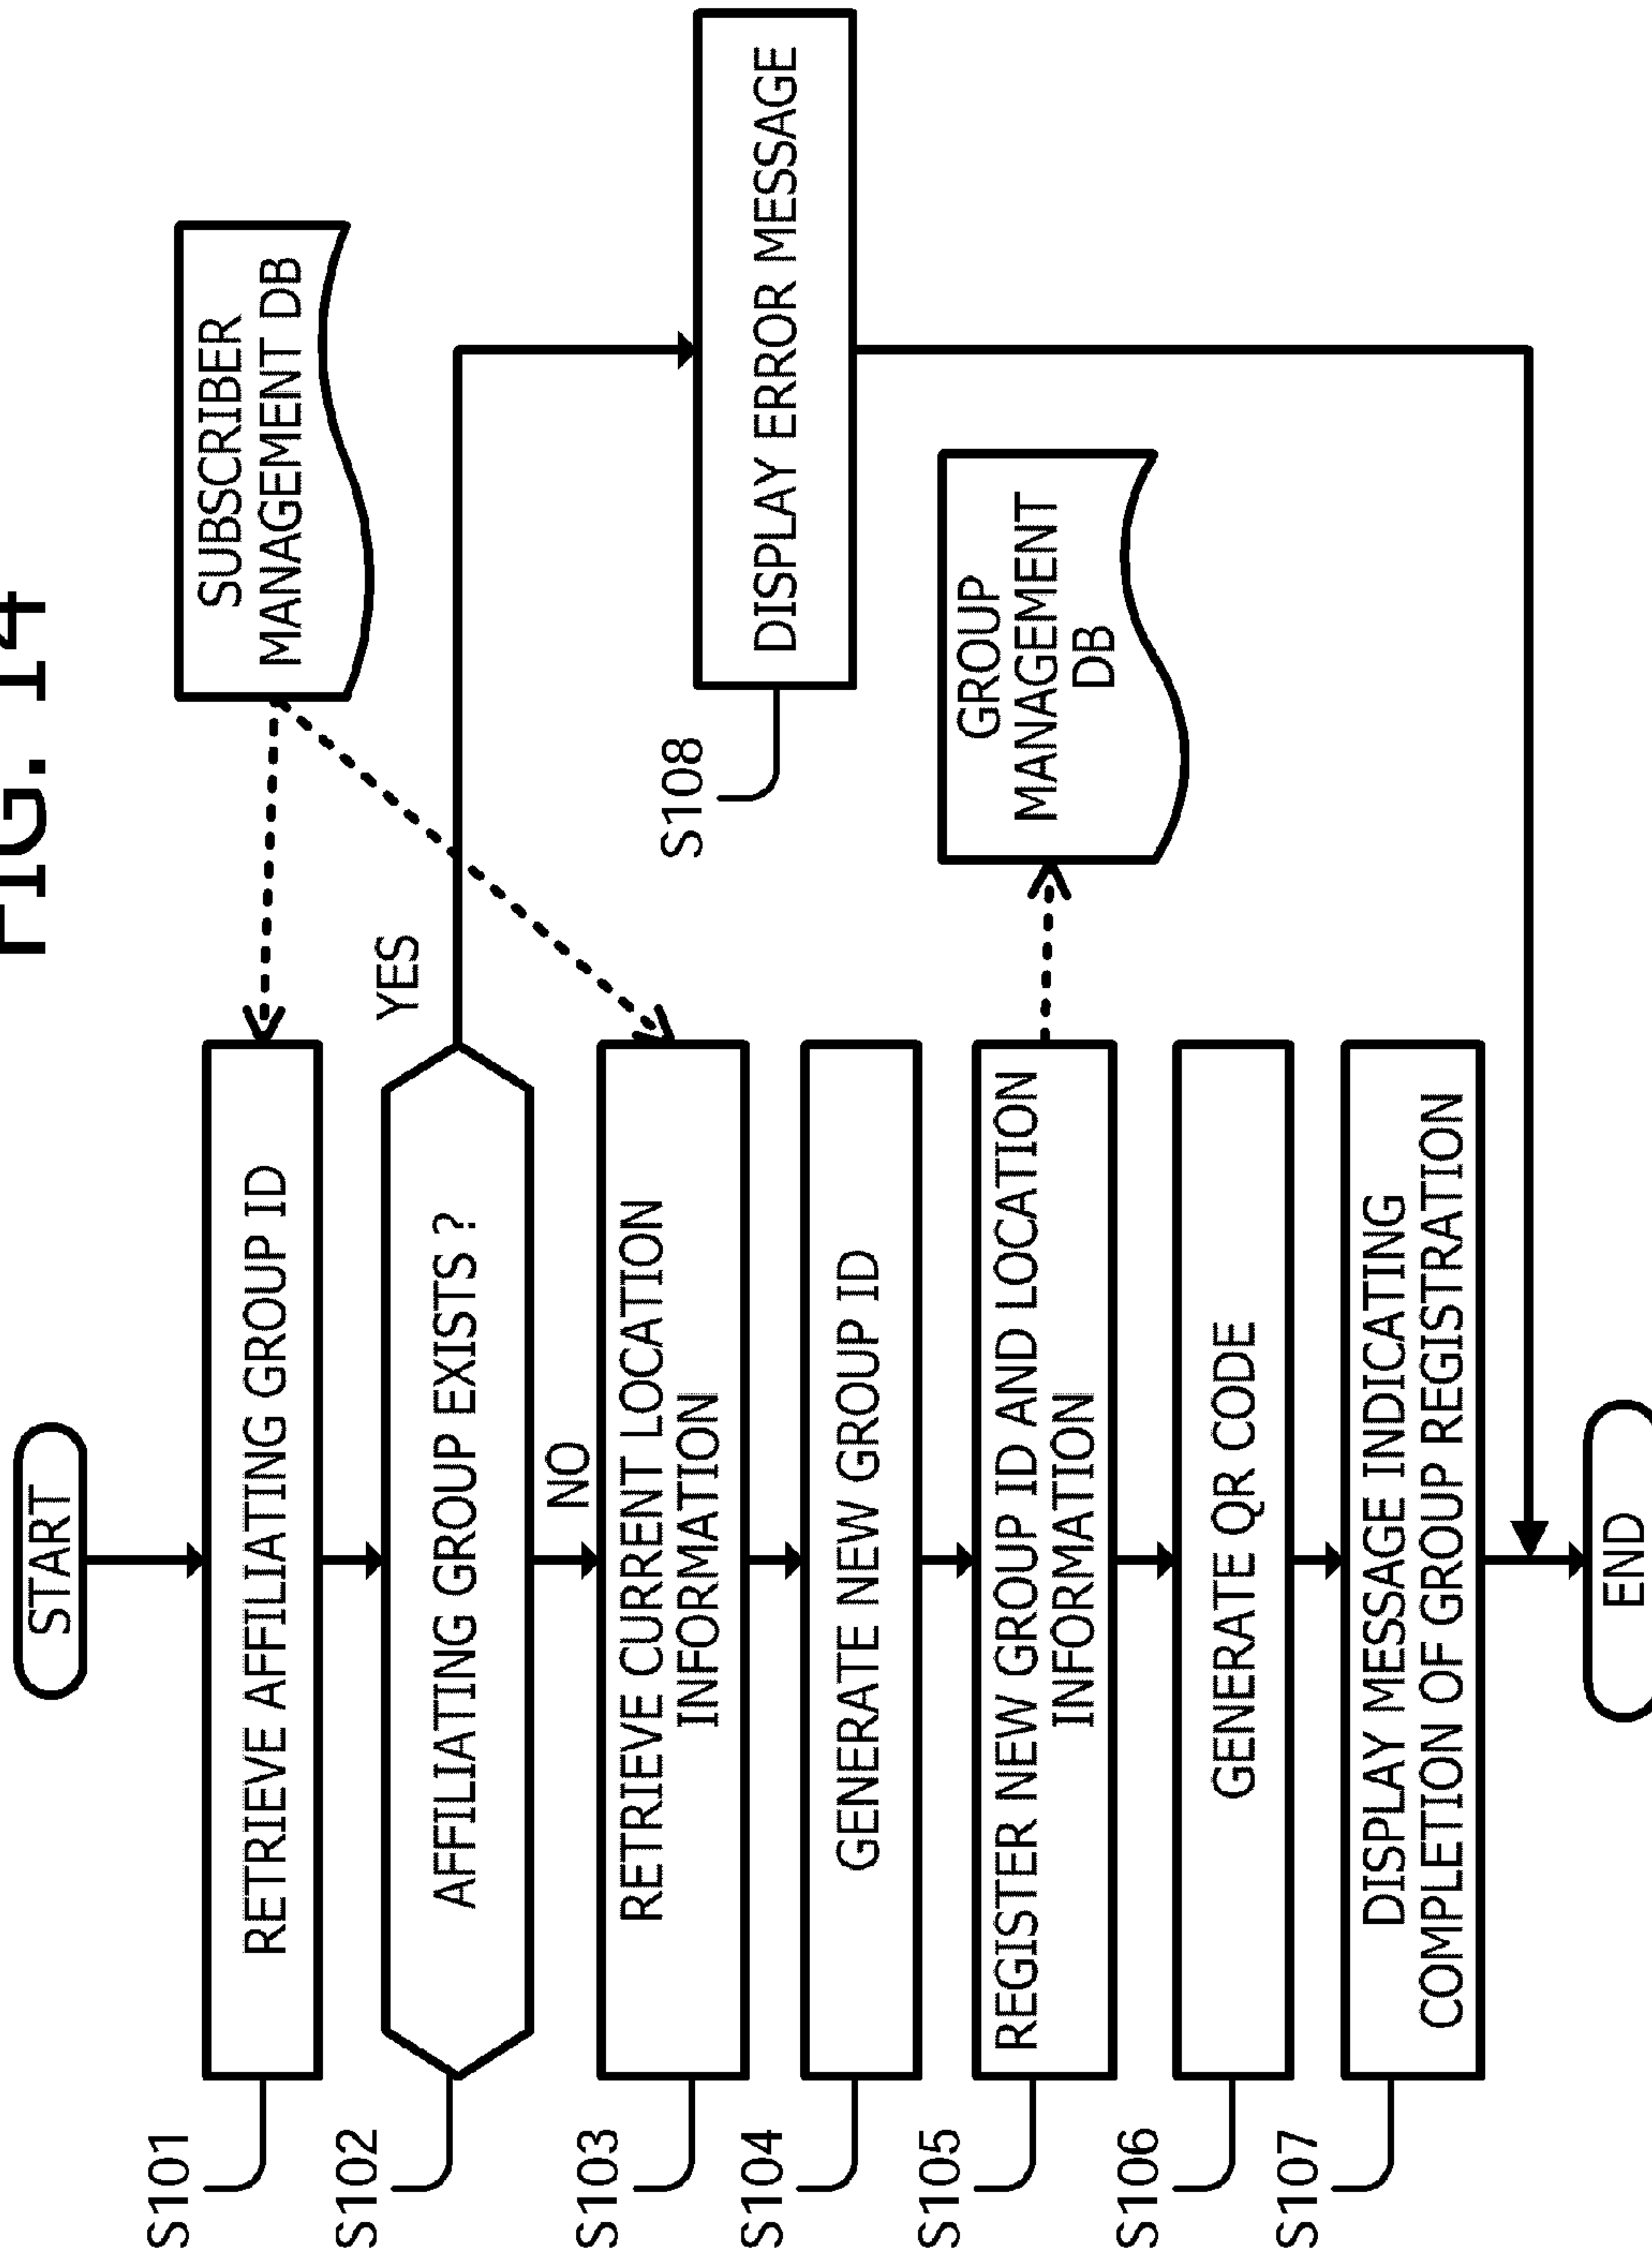 FIG. 14
START
SUBSCRIBER
MANAGEMENT DB
S101
RETRIEVE AFFILIATING GROUP ID
S102
AFFILIATING GROUP EXISTS ?
YES
NO
S103
RETRIEVE CURRENT LOCATION
INFORMATION
S108
DISPLAY ERROR MESSAGE
S104
GENERATE NEW GROUP ID
S105
REGISTER NEW GROUP ID AND LOCATION
INFORMATION
GROUP
MANAGEMENT
DB
S106
GENERATE QR CODE
S107
DISPLAY MESSAGE INDICATING
COMPLETION OF GROUP REGISTRATION
END